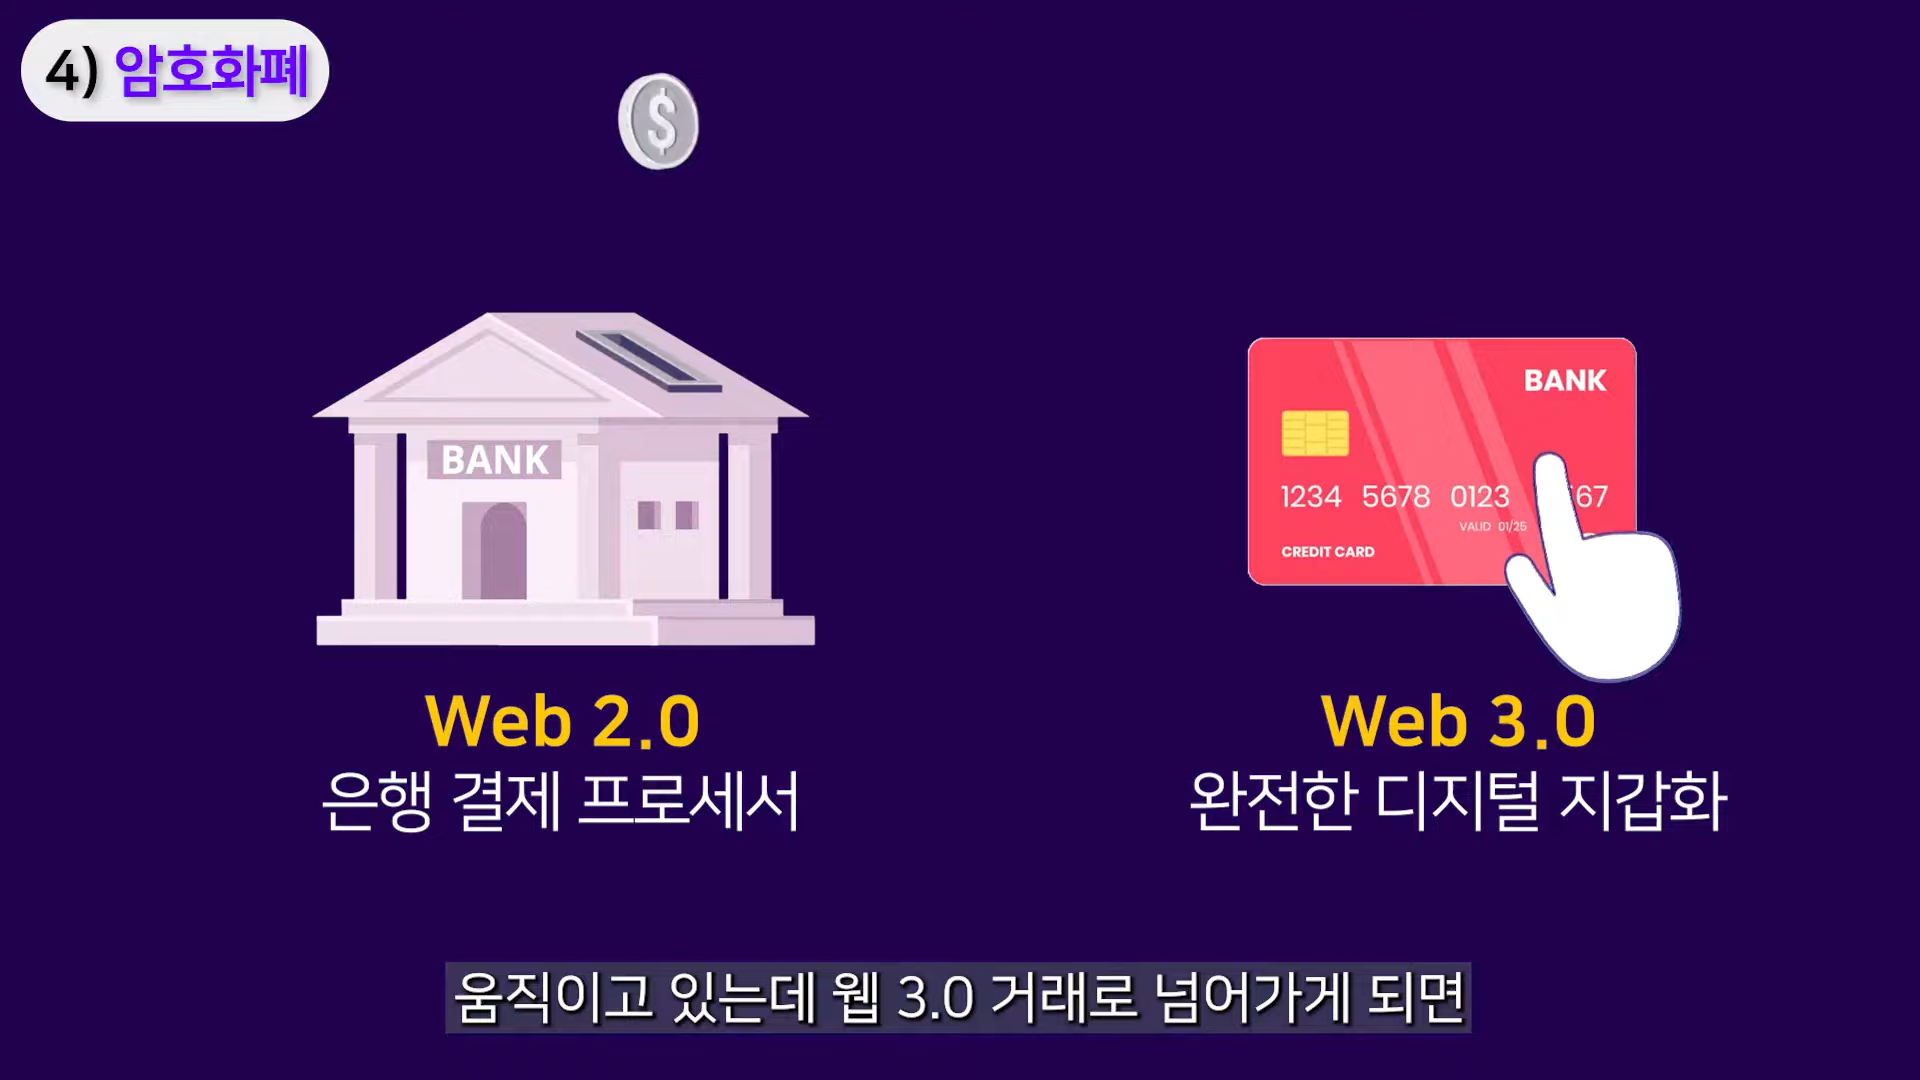 4) 암호화폐
BANK
BANK
1234 5678 0123
VALID 01/25
CREDIT CARD
Web 2.0
은행 결제 프로세서
Web 3.0
완전한 디지털 지갑화
움직이고 있는데 웹 3.0 거래로 넘어가게 되면